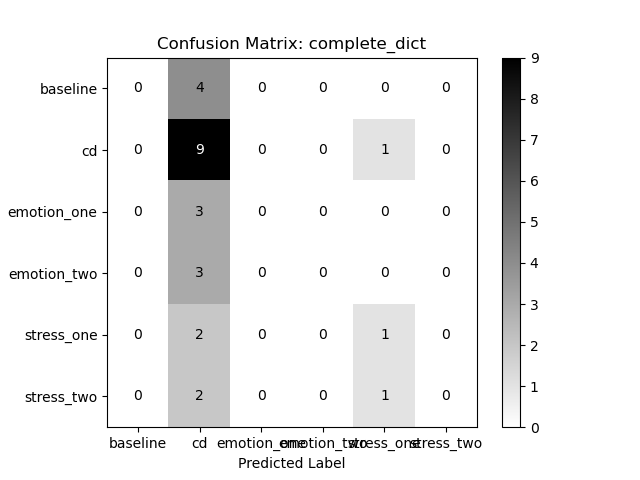 Confusion Matrix: complete_dict
baseline 0 4 0 0 0 0
cd 0 9 0 0 1 0
emotion_one 0 3 0 0 0 0
emotion_two 0 3 0 0 0 0
stress_one 0 2 0 0 1 0
stress_two 0 2 0 0 1 0
baseline cd emotion_one emotion_two stress_one stress_two
Predicted Label
9
8
7
6
5
4
3
2
1
0